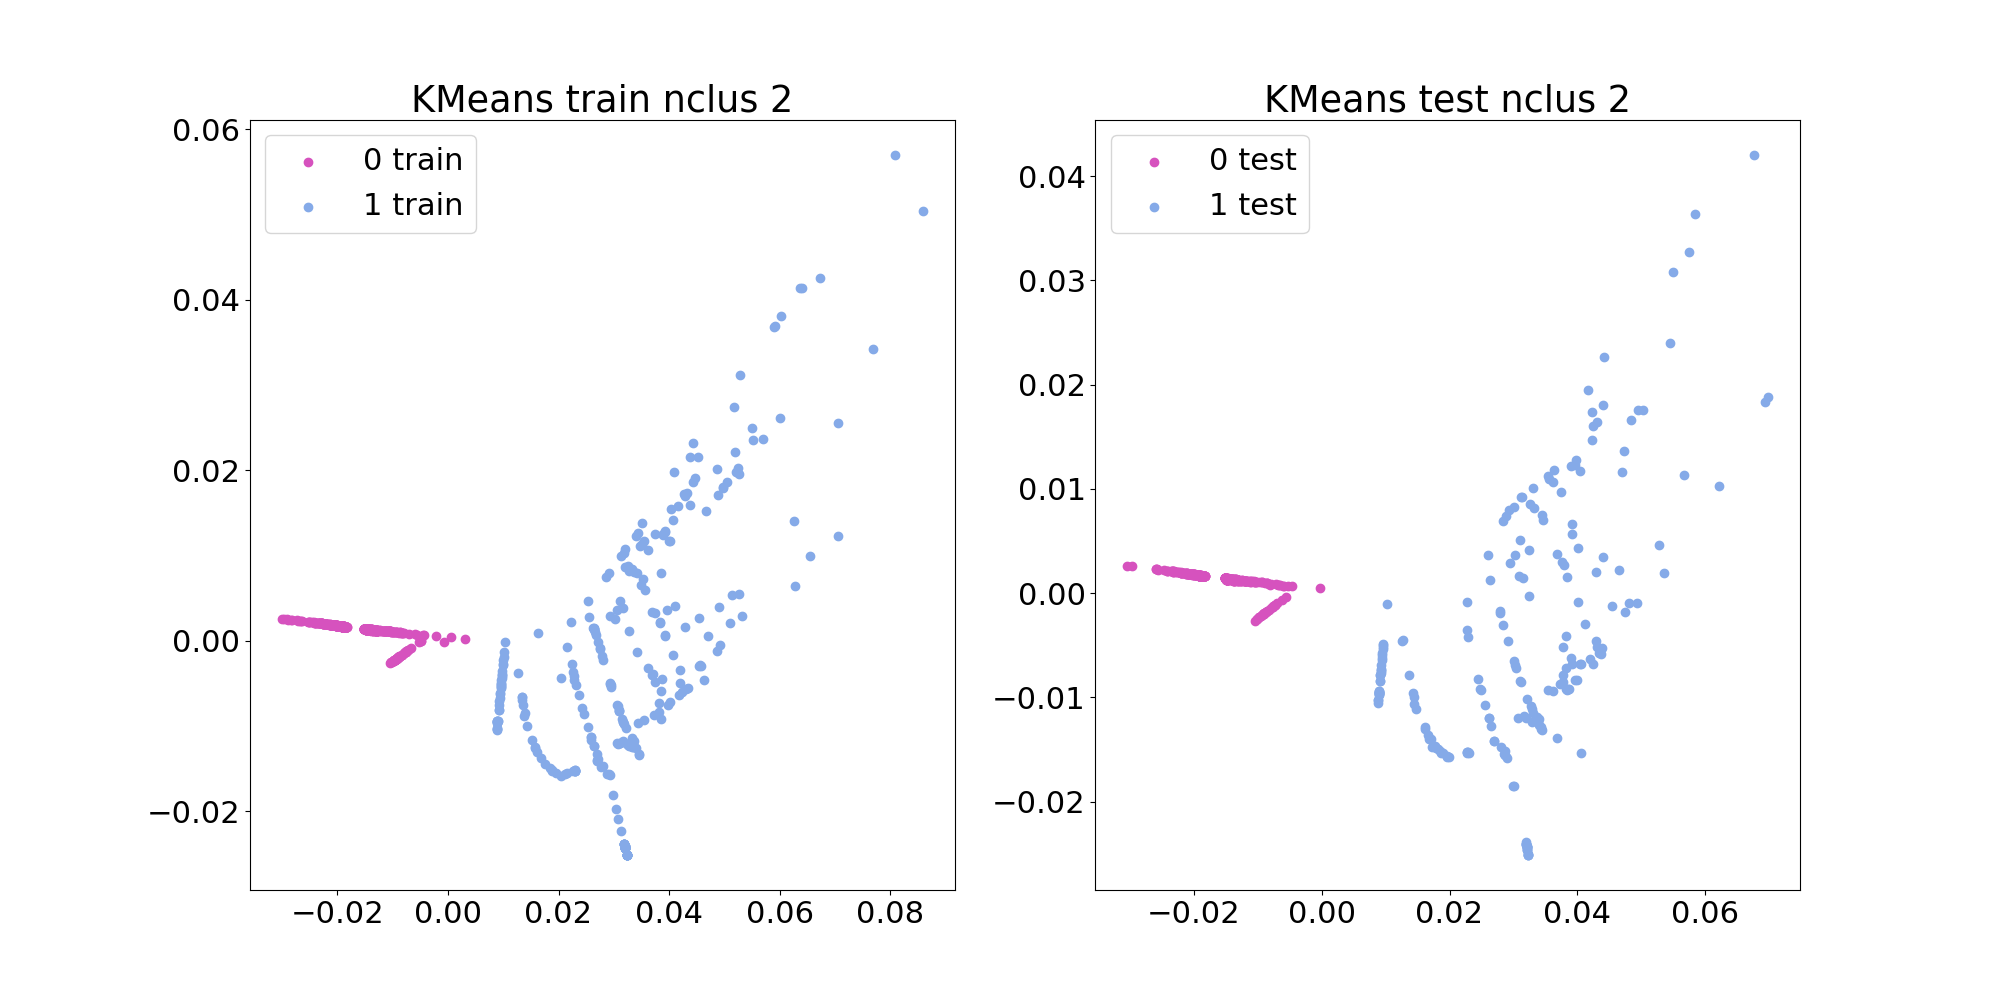 KMeans train nclus 2
0 train
1 train
0.06
0.04
0.02
0.00
−0.02
−0.02 0.00 0.02 0.04 0.06 0.08
KMeans test nclus 2
0 test
1 test
0.04
0.03
0.02
0.01
0.00
−0.01
−0.02
−0.02 0.00 0.02 0.04 0.06